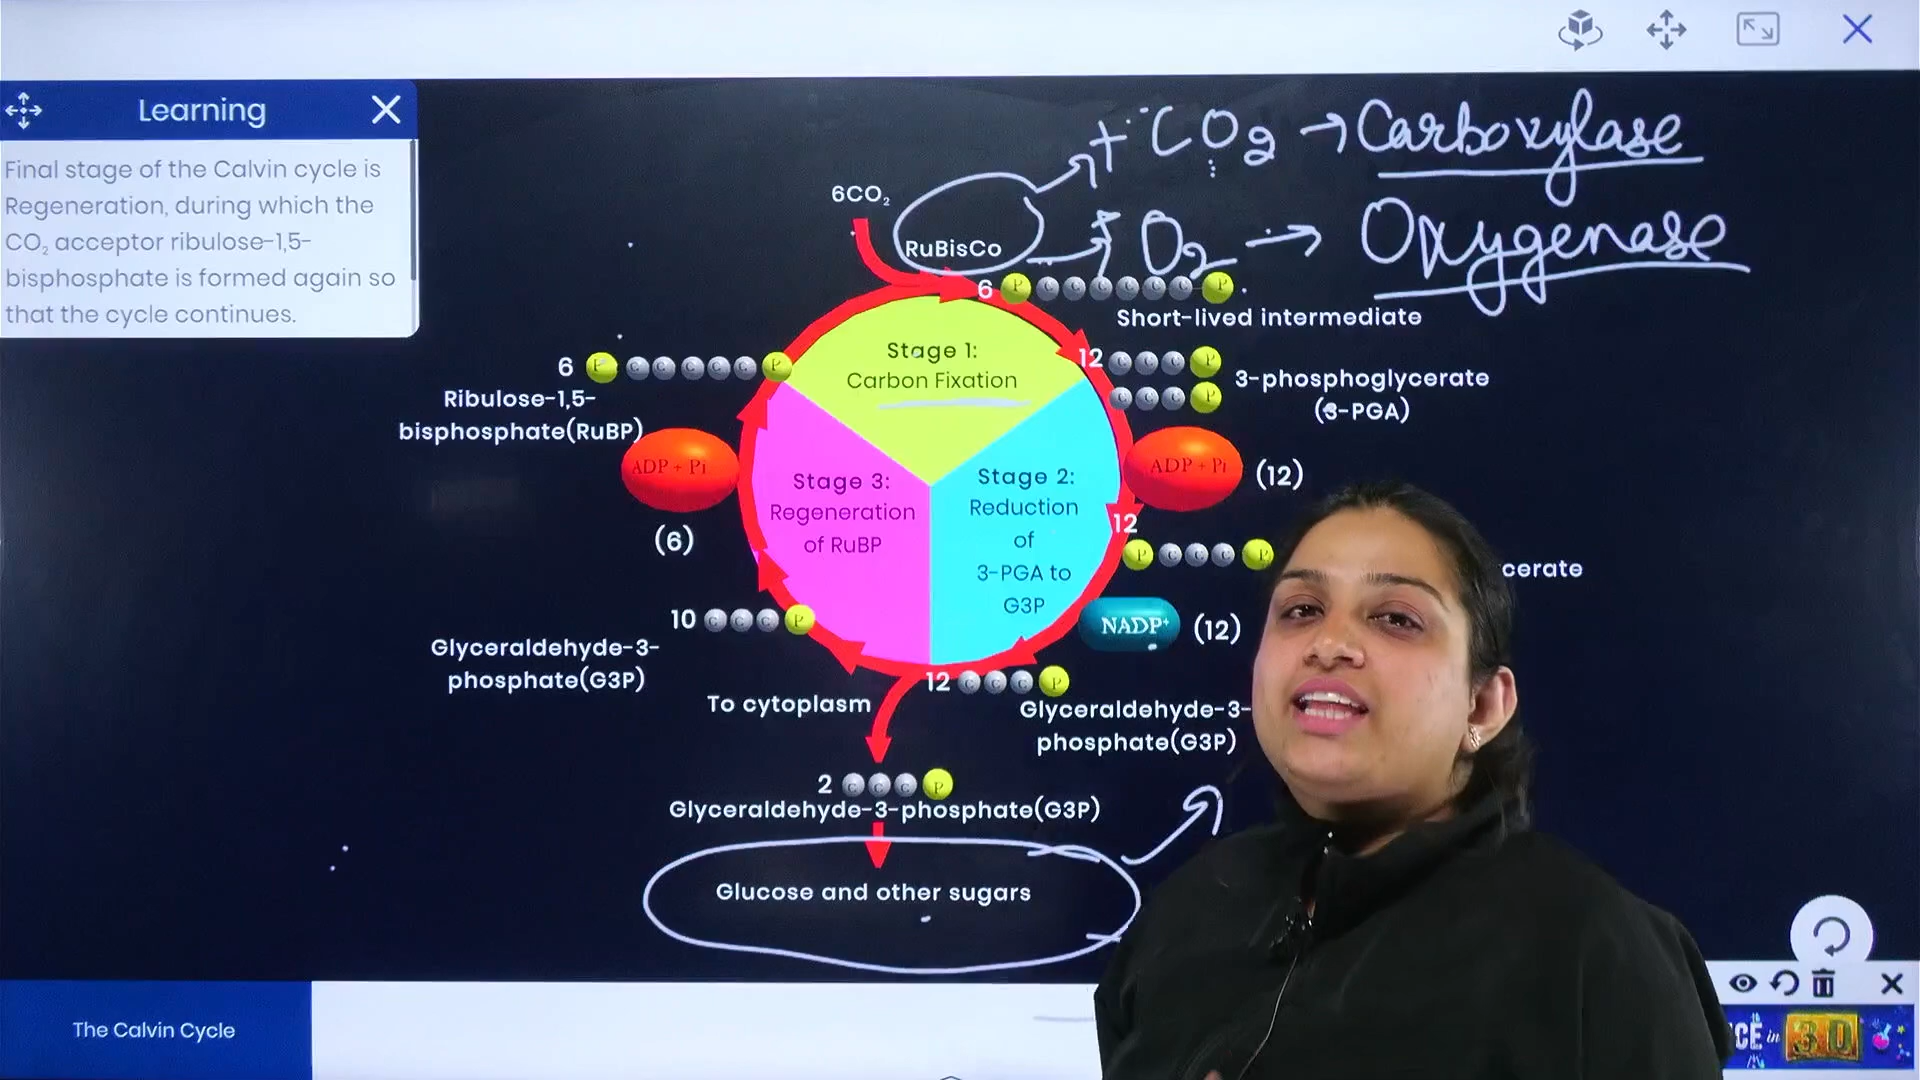 Learning
Final stage of the Calvin cycle is
Regeneration, during which the
CO₂ acceptor ribulose-1,5-
bisphosphate is formed again so
that the cycle continues.
+ CO2 → Carboxylase
+ O2 → Oxygenase
6CO₂
RuBisCo
6 P C C C C C C P
Short-lived intermediate
12 C C C P
C C C P
3-phosphoglycerate
(3-PGA)
6 P C C C C C P
Ribulose-1,5-
bisphosphate(RuBP)
Stage 1:
Carbon Fixation
ADP + Pi
(6)
Stage 3:
Regeneration
of RuBP
Stage 2:
Reduction
of
3-PGA to
G3P
ADP + Pi
(12)
12
P C C C P
cerate
NADP⁺
(12)
10 C C C P
Glyceraldehyde-3-
phosphate(G3P)
12 C C C P
Glyceraldehyde-3-
phosphate(G3P)
To cytoplasm
2 C C C P
Glyceraldehyde-3-phosphate(G3P)
Glucose and other sugars
The Calvin Cycle
CE in 3D